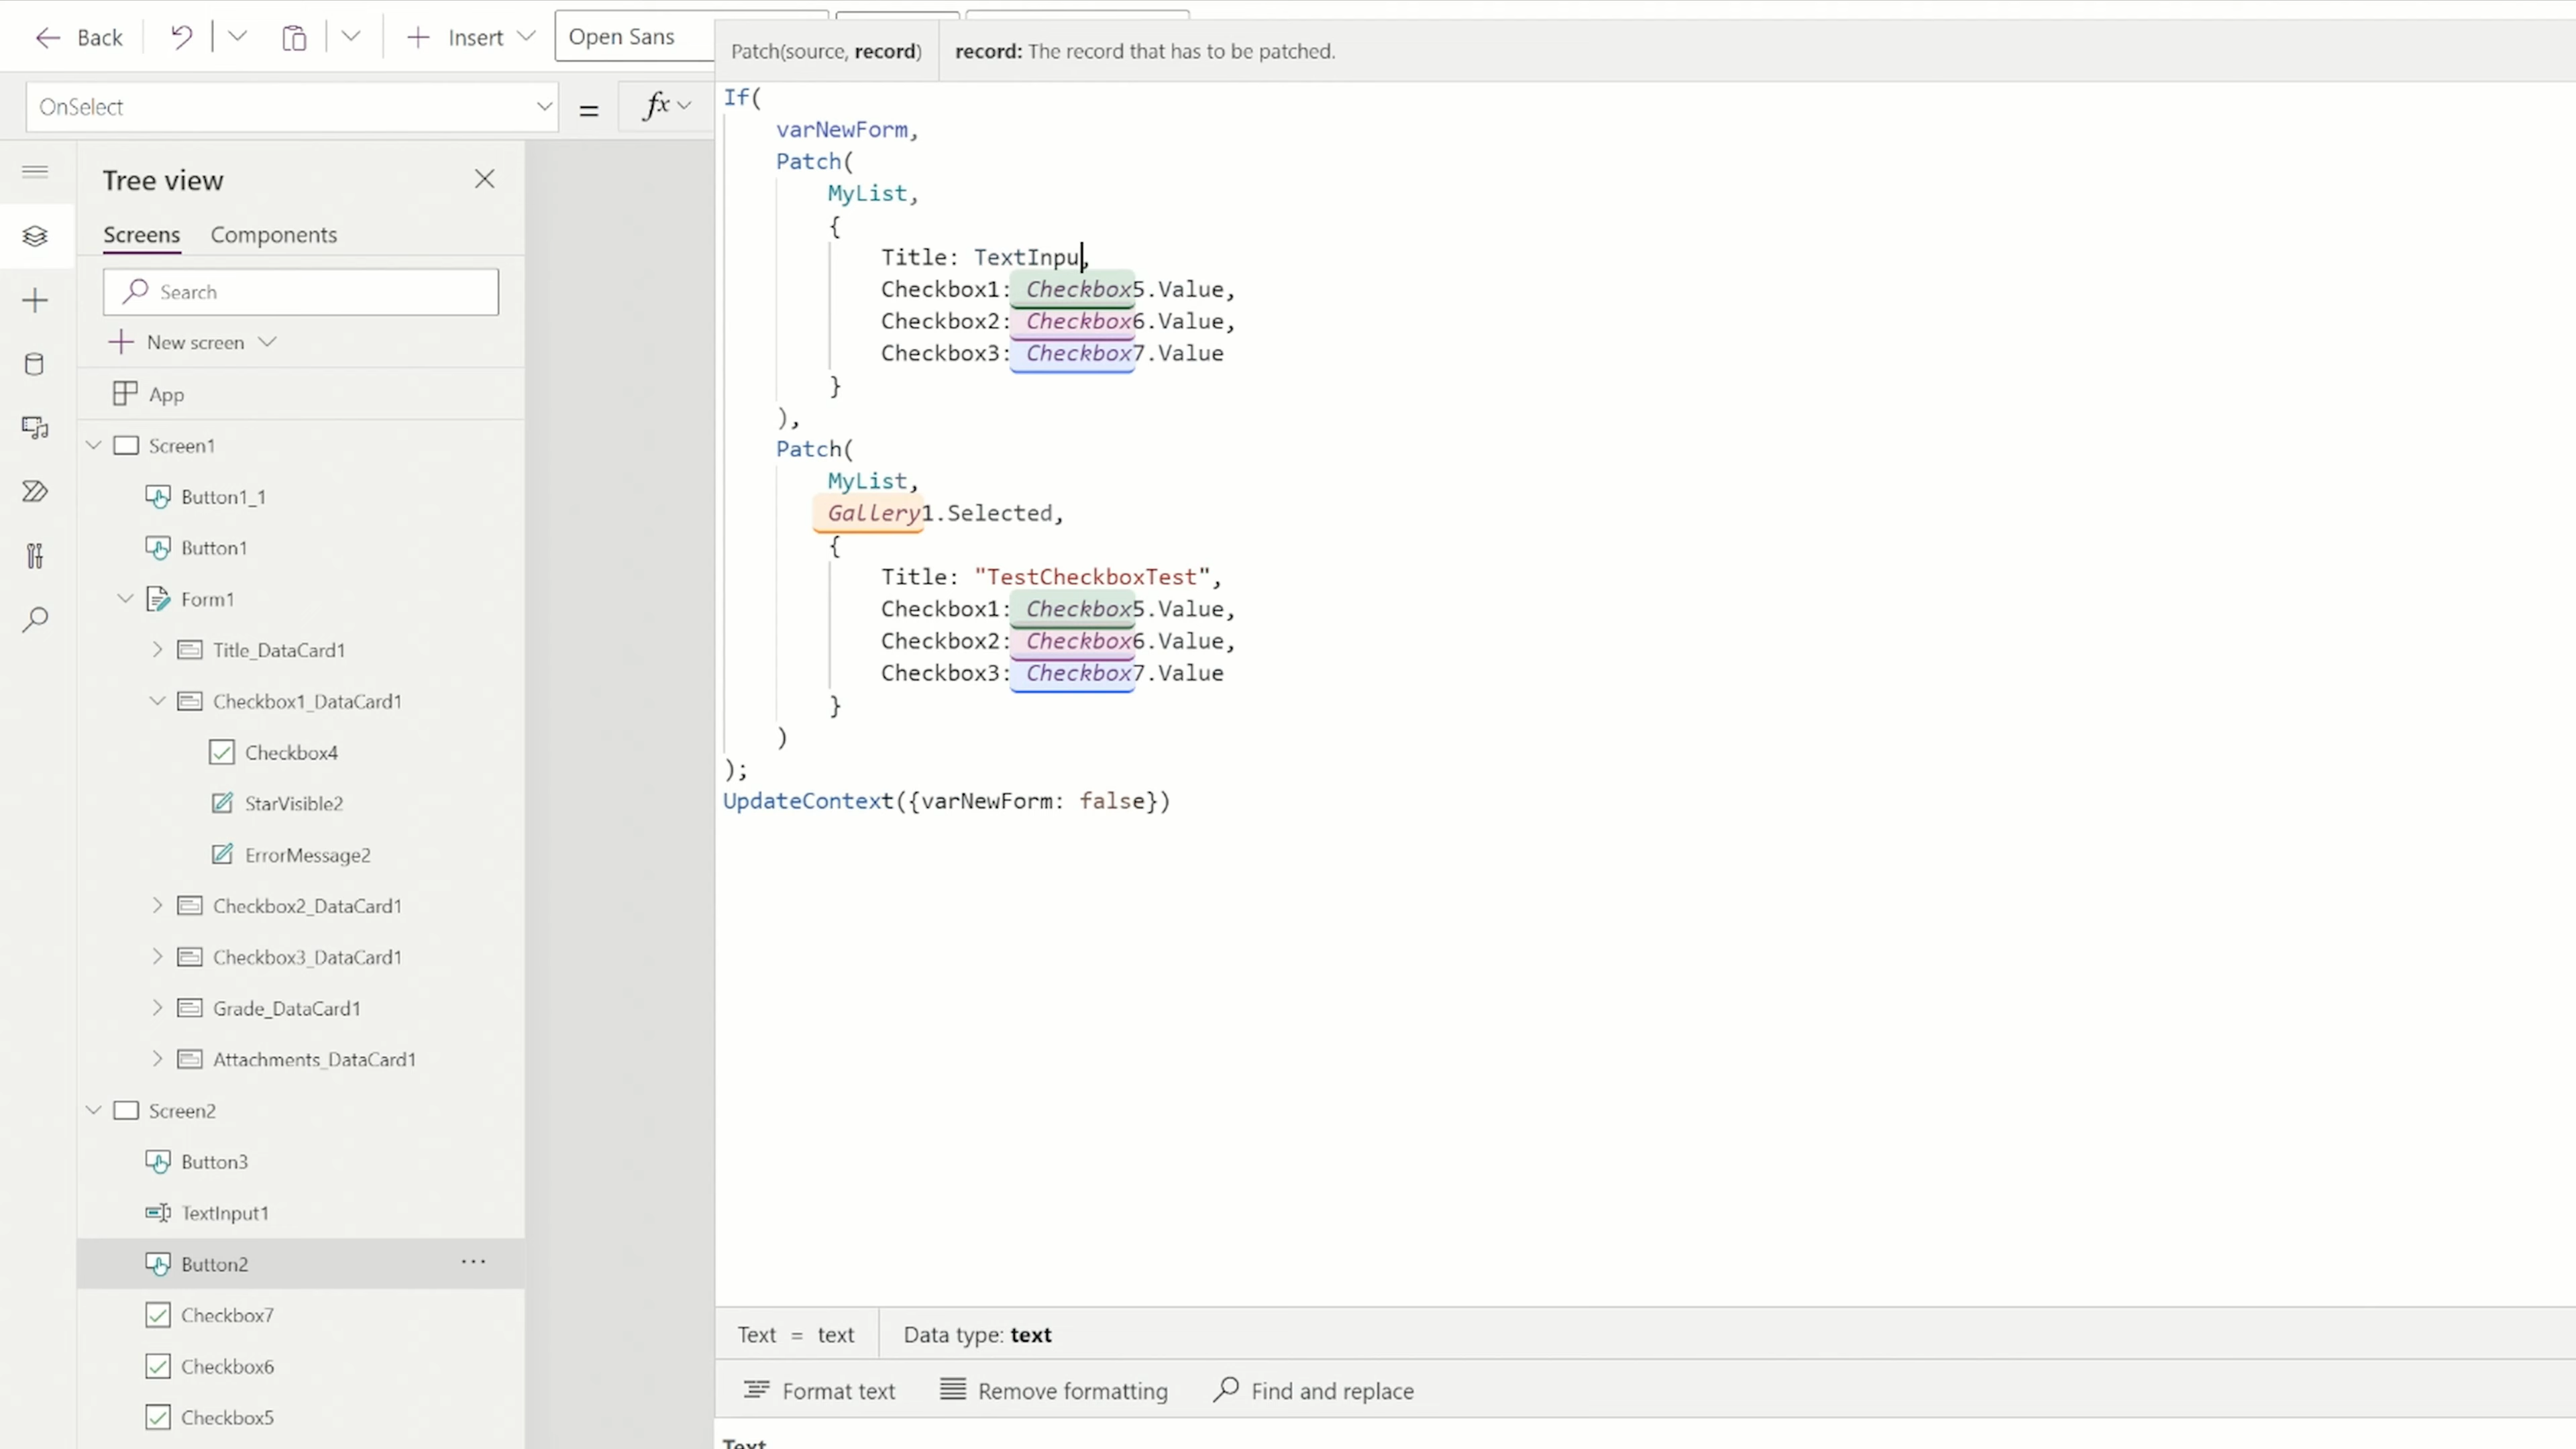 Back
Insert
Open Sans
Patch(source, record)
record: The record that has to be patched.
OnSelect
=
fx
If(
varNewForm,
Patch(
MyList,
{
Title: TextInpu,
Checkbox1: Checkbox5.Value,
Checkbox2: Checkbox6.Value,
Checkbox3: Checkbox7.Value
}
),
Patch(
MyList,
Gallery1.Selected,
{
Title: "TestCheckboxTest",
Checkbox1: Checkbox5.Value,
Checkbox2: Checkbox6.Value,
Checkbox3: Checkbox7.Value
}
)
);
UpdateContext({varNewForm: false})
Tree view
Screens
Components
Search
New screen
App
Screen1
Button1_1
Button1
Form1
Title_DataCard1
Checkbox1_DataCard1
Checkbox4
StarVisible2
ErrorMessage2
Checkbox2_DataCard1
Checkbox3_DataCard1
Grade_DataCard1
Attachments_DataCard1
Screen2
Button3
TextInput1
Button2
...
Checkbox7
Checkbox6
Checkbox5
Text = text
Data type: text
Format text
Remove formatting
Find and replace
Text